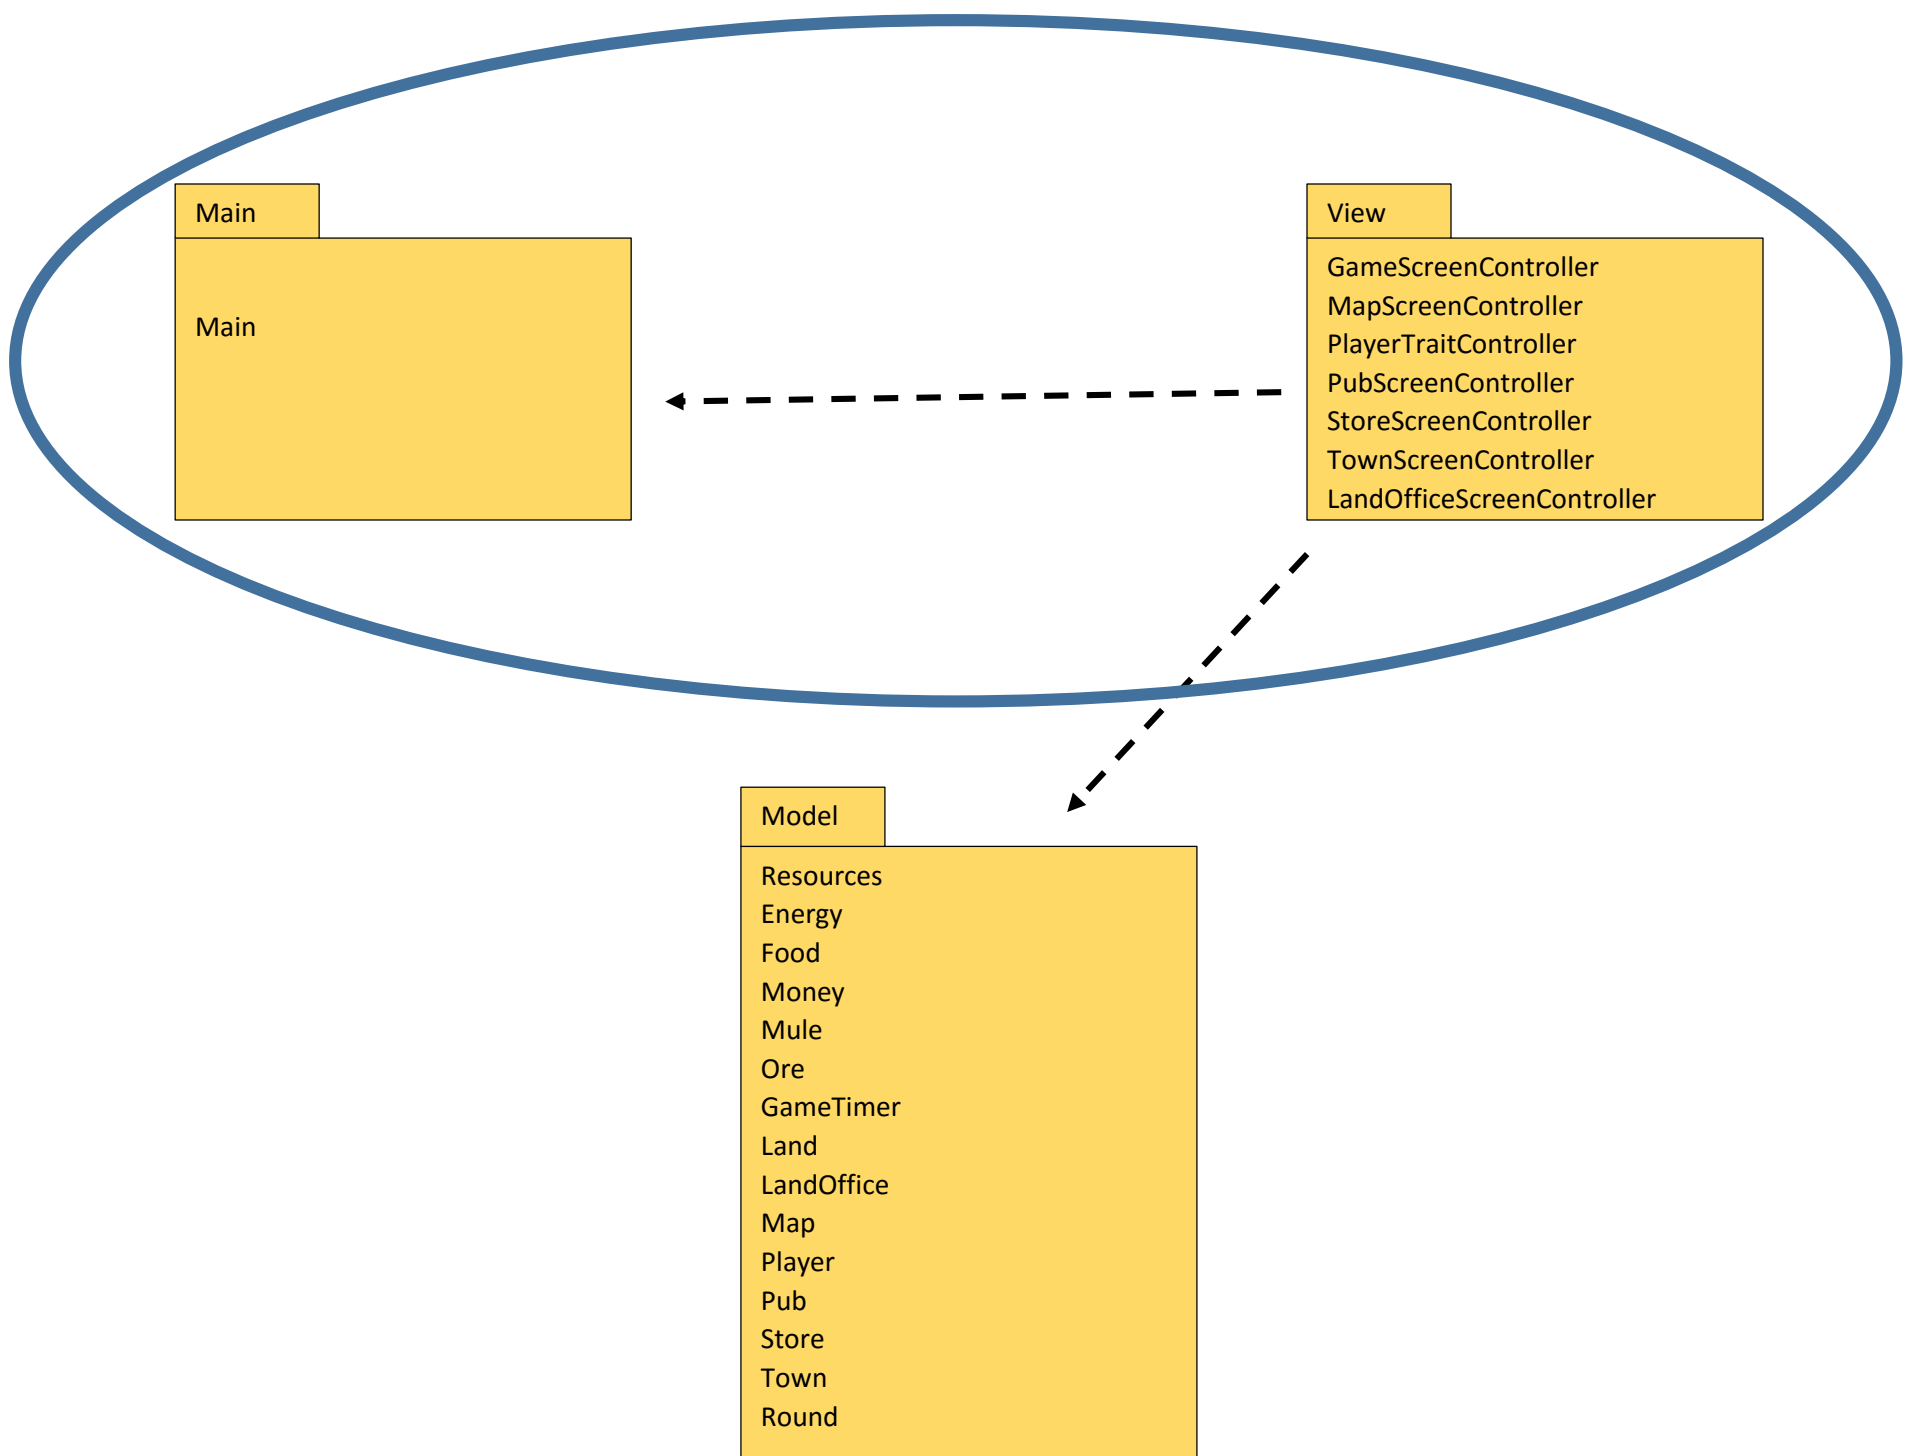 Main
Main
View
GameScreenController
MapScreenController
PlayerTraitController
PubScreenController
StoreScreenController
TownScreenController
LandOfficeScreenController
Model
Resources
Energy
Food
Money
Mule
Ore
GameTimer
Land
LandOffice
Map
Player
Pub
Store
Town
Round